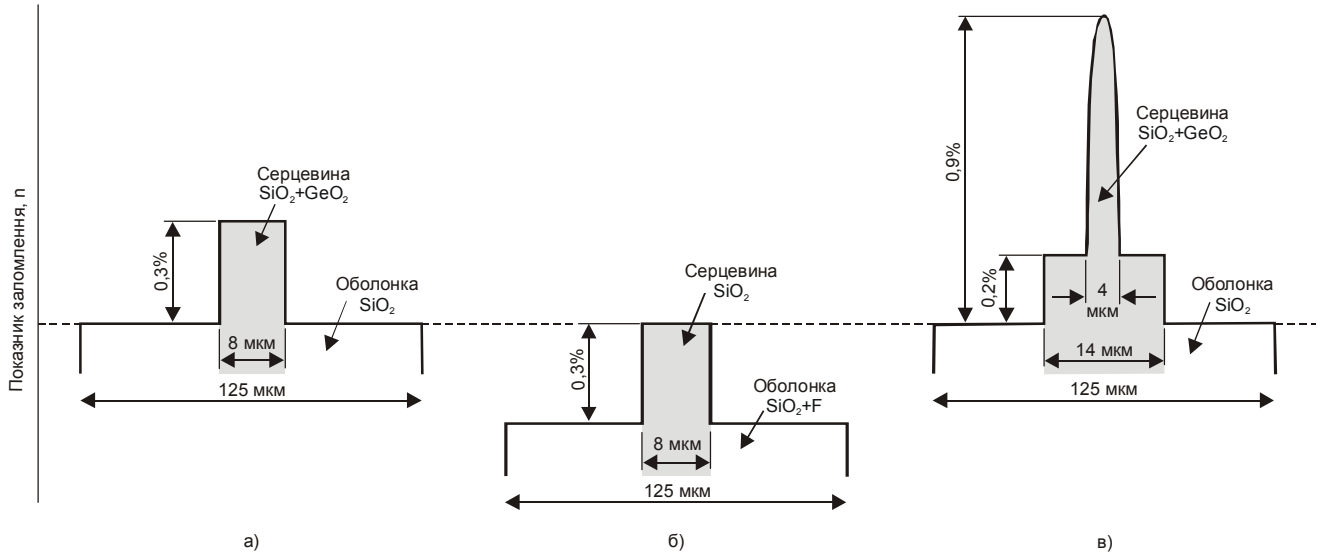 Показник заломлення, n
Серцевина
SiO₂+GeO₂
0,3%
Оболонка
SiO₂
8 мкм
125 мкм
а)
Серцевина
SiO₂
0,3%
Оболонка
SiO₂+F
8 мкм
125 мкм
б)
Серцевина
SiO₂+GeO₂
0,9%
0,2%
4
мкм
Оболонка
SiO₂
14 мкм
125 мкм
в)